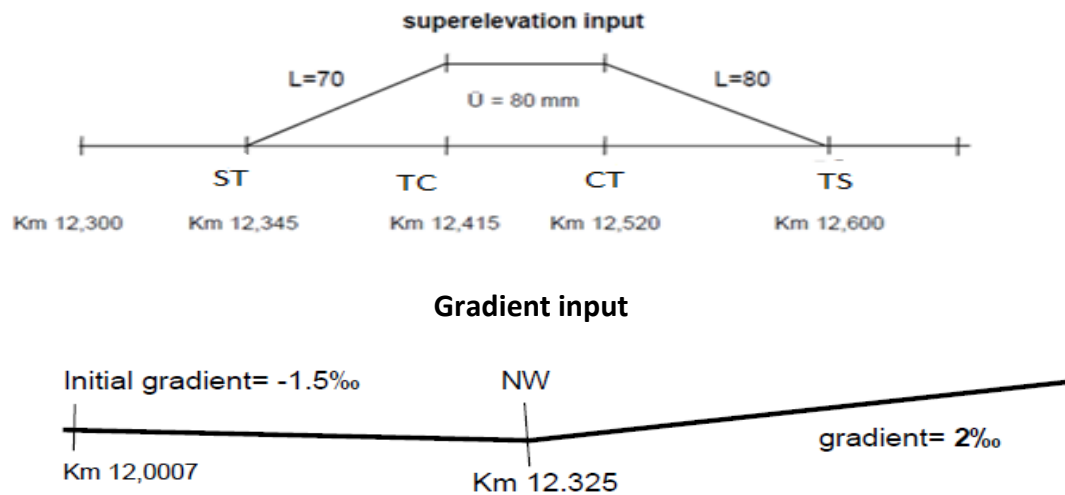 superelevation input
L=70
L=80
Ü = 80 mm
ST TC CT TS
Km 12,300 Km 12,345 Km 12,415 Km 12,520 Km 12,600
Gradient input
Initial gradient= -1.5‰ NW
gradient= 2‰
Km 12,0007
Km 12.325